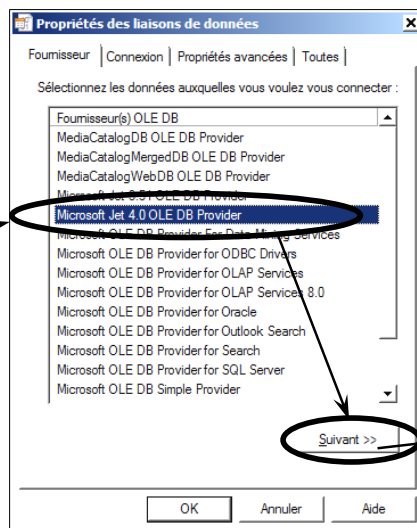 Propriétés des liaisons de données
Fournisseur Connexion Propriétés avancées Toutes
Sélectionnez les données auxquelles vous voulez vous connecter :
Fournisseur(s) OLE DB
MediaCatalogDB OLE DB Provider
MediaCatalogMergedDB OLE DB Provider
MediaCatalogWebDB OLE DB Provider
Microsoft Jet 3.51 OLE DB Provider
Microsoft Jet 4.0 OLE DB Provider
Microsoft OLE DB Provider For Data Mining Services
Microsoft OLE DB Provider for ODBC Drivers
Microsoft OLE DB Provider for OLAP Services
Microsoft OLE DB Provider for OLAP Services 8.0
Microsoft OLE DB Provider for Oracle
Microsoft OLE DB Provider for Outlook Search
Microsoft OLE DB Provider for Search
Microsoft OLE DB Provider for SQL Server
Microsoft OLE DB Simple Provider
Suivant >>
OK Annuler Aide